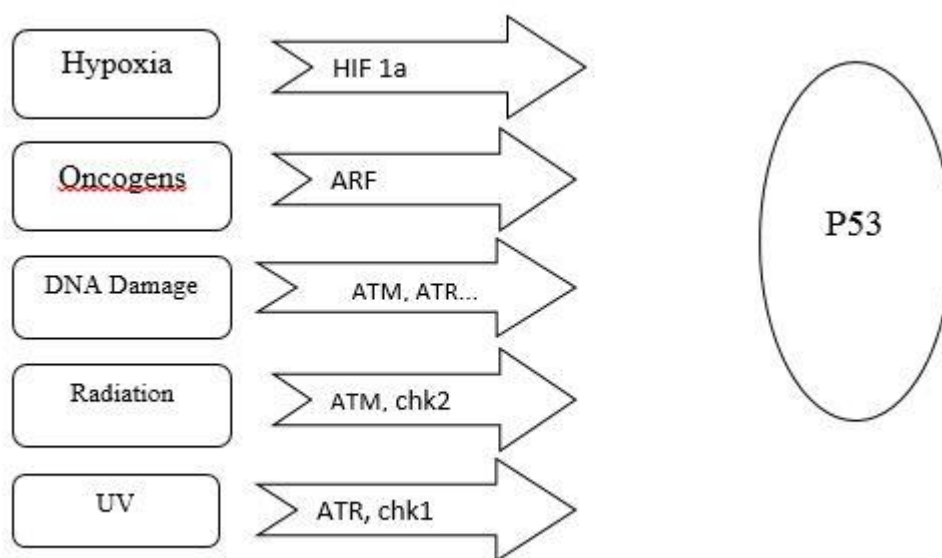 Hypoxia
HIF 1a
Oncogens
ARF
DNA Damage
ATM, ATR...
Radiation
ATM, chk2
UV
ATR, chk1
P53